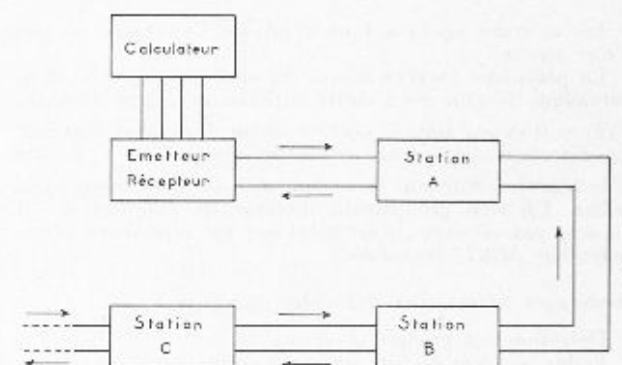 Calculateur
Emetteur
Récepteur
Station
A
Station
C
Station
B